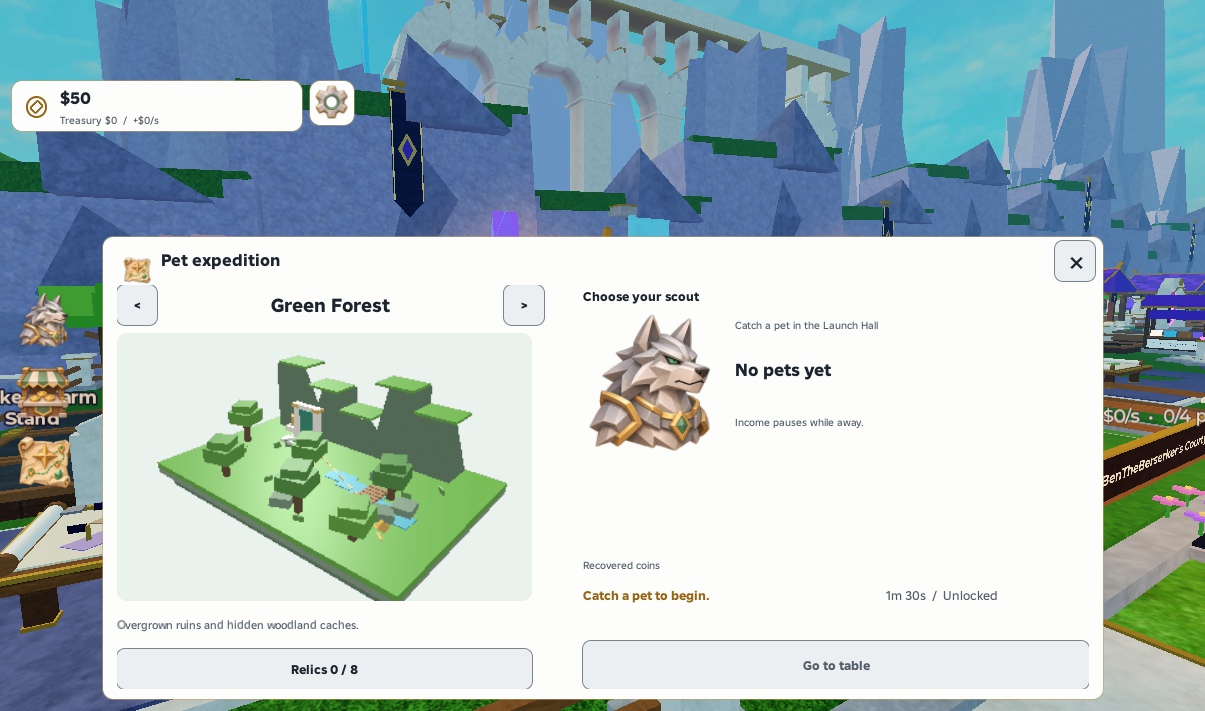 $50
Treasury $0 / +$0/s
Pet expedition
×
<
Green Forest
>
Choose your scout
Catch a pet in the Launch Hall
No pets yet
Income pauses while away.
Stand
$0/s · 0/4 p
BenTheBerserker's
Recovered coins
Catch a pet to begin.
1m 30s / Unlocked
Overgrown ruins and hidden woodland caches.
Relics 0 / 8
Go to table